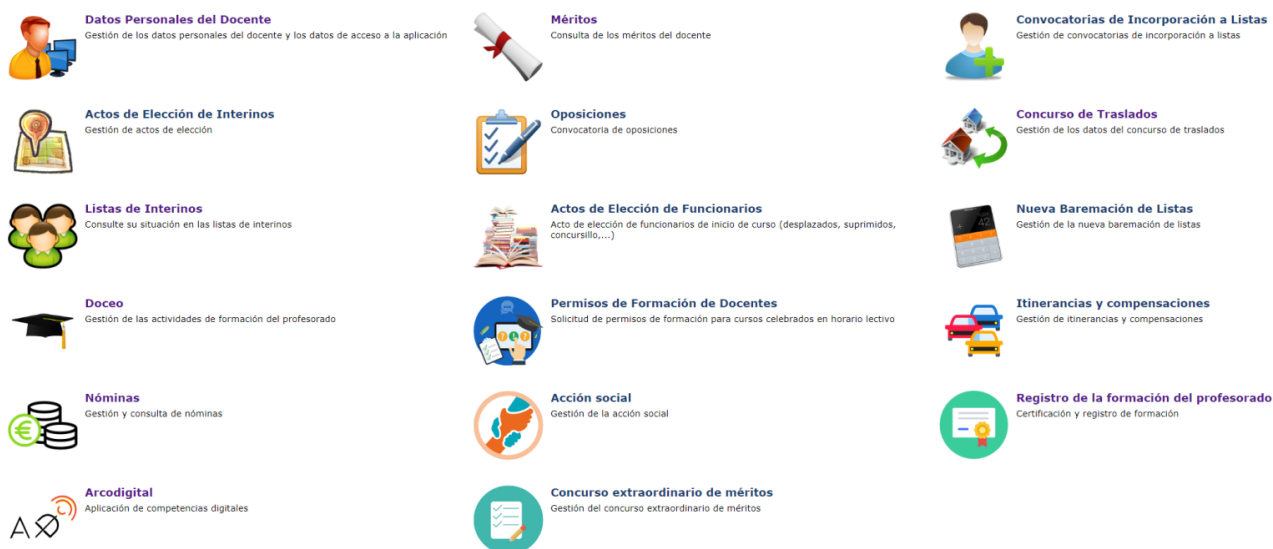 Datos Personales del Docente
Gestión de los datos personales del docente y los datos de acceso a la aplicación
Méritos
Consulta de los méritos del docente
Convocatorias de Incorporación a Listas
Gestión de convocatorias de incorporación a listas
Actos de Elección de Interinos
Gestión de actos de elección
Oposiciones
Convocatoria de oposiciones
Concurso de Traslados
Gestión de los datos del concurso de traslados
Listas de Interinos
Consulte su situación en las listas de interinos
Actos de Elección de Funcionarios
Acto de elección de funcionarios de inicio de curso (desplazados, suprimidos,
concursillo,...)
Nueva Baremación de Listas
Gestión de la nueva baremación de listas
42
Doceo
Gestión de las actividades de formación del profesorado
Permisos de Formación de Docentes
Solicitud de permisos de formación para cursos celebrados en horario lectivo
Itinerancias y compensaciones
Gestión de itinerancias y compensaciones
Nóminas
Gestión y consulta de nóminas
€
Acción social
Gestión de la acción social
Registro de la formación del profesorado
Certificación y registro de formación
Arcodigital
Aplicación de competencias digitales
Concurso extraordinario de méritos
Gestión del concurso extraordinario de méritos